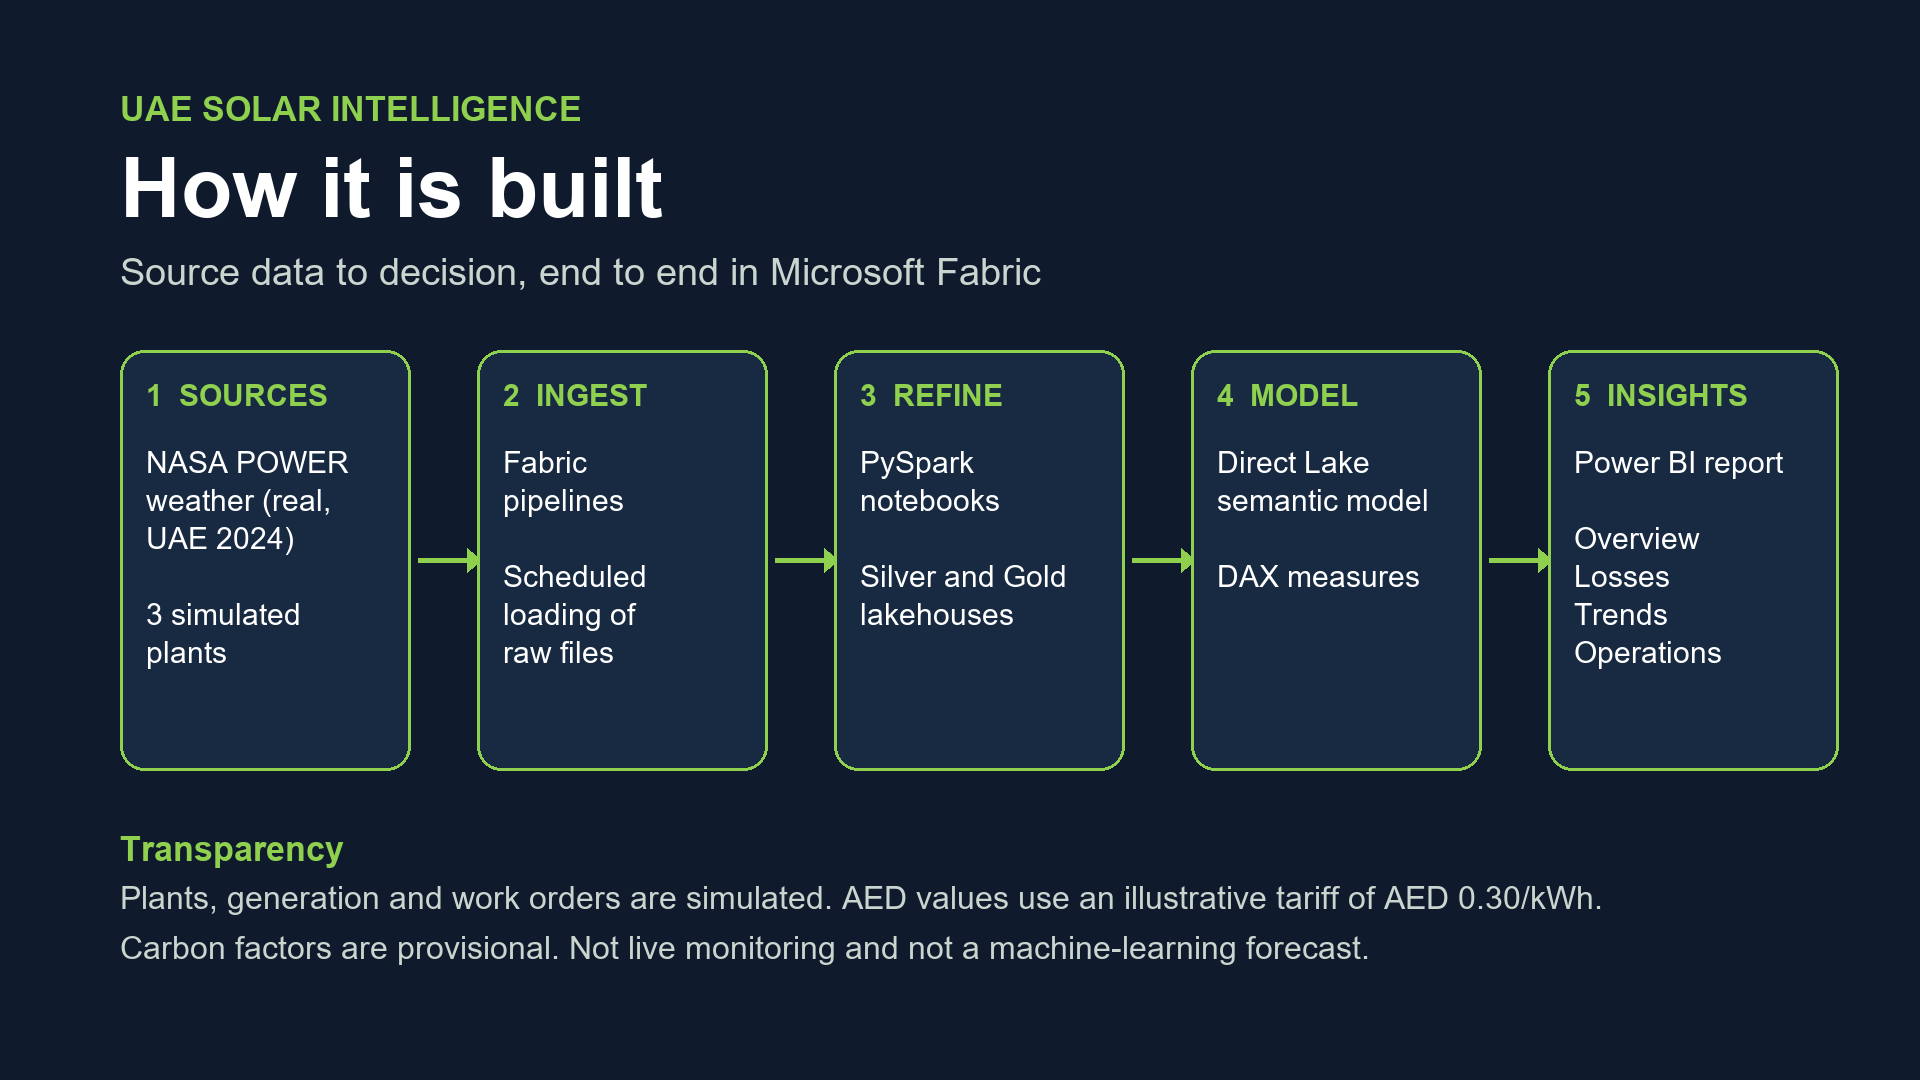 UAE SOLAR INTELLIGENCE
How it is built
Source data to decision, end to end in Microsoft Fabric
1 SOURCES
NASA POWER
weather (real,
UAE 2024)
3 simulated
plants
2 INGEST
Fabric
pipelines
Scheduled
loading of
raw files
3 REFINE
PySpark
notebooks
Silver and Gold
lakehouses
4 MODEL
Direct Lake
semantic model
DAX measures
5 INSIGHTS
Power BI report
Overview
Losses
Trends
Operations
Transparency
Plants, generation and work orders are simulated. AED values use an illustrative tariff of AED 0.30/kWh.
Carbon factors are provisional. Not live monitoring and not a machine-learning forecast.